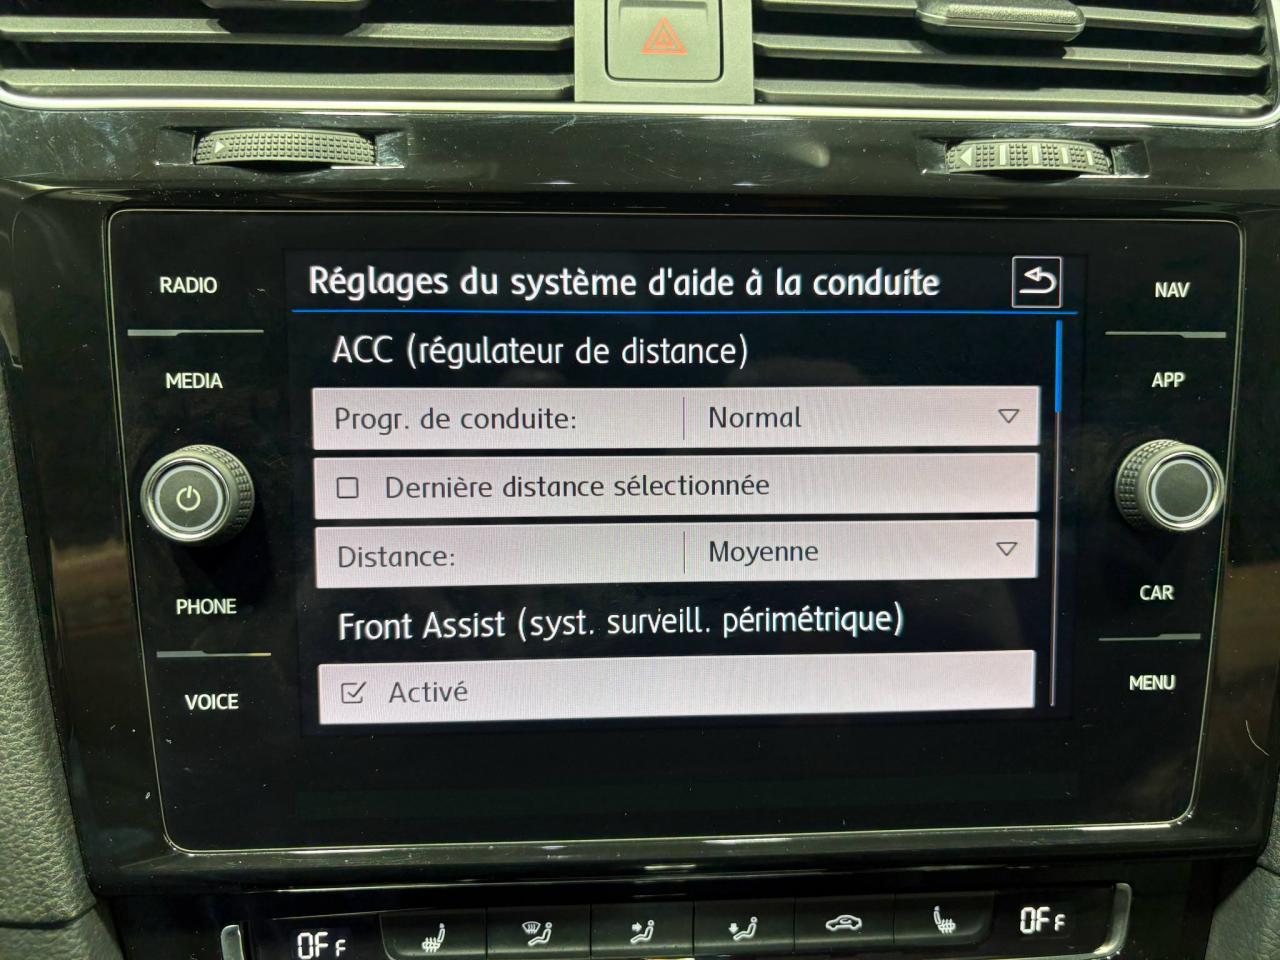 RADIO
MEDIA
PHONE
VOICE
Réglages du système d'aide à la conduite
ACC (régulateur de distance)
Progr. de conduite: Normal
Dernière distance sélectionnée
Distance: Moyenne
Front Assist (syst. surveill. périmétrique)
Activé
NAV
APP
CAR
MENU
OFF
OFF